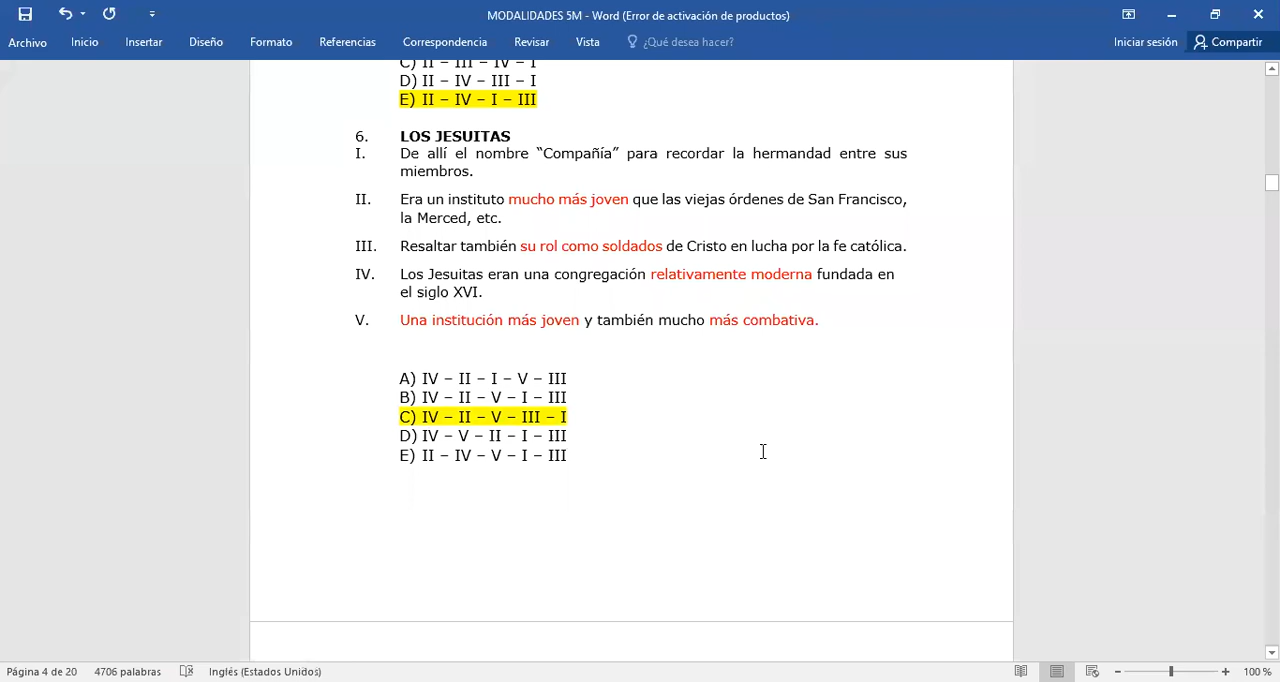 MODALIDADES 5M - Word (Error de activación de productos)
Archivo Inicio Insertar Diseño Formato Referencias Correspondencia Revisar Vista ¿Qué desea hacer? Iniciar sesión Compartir
C) II – III – IV – I
D) II – IV – III – I
E) II – IV – I – III
6. LOS JESUITAS
I. De allí el nombre “Compañía” para recordar la hermandad entre sus
miembros.
II. Era un instituto mucho más joven que las viejas órdenes de San Francisco,
la Merced, etc.
III. Resaltar también su rol como soldados de Cristo en lucha por la fe católica.
IV. Los Jesuitas eran una congregación relativamente moderna fundada en
el siglo XVI.
V. Una institución más joven y también mucho más combativa.
A) IV – II – I – V – III
B) IV – II – V – I – III
C) IV – II – V – III – I
D) IV – V – II – I – III
E) II – IV – V – I – III
Página 4 de 20 4706 palabras Inglés (Estados Unidos) 100 %